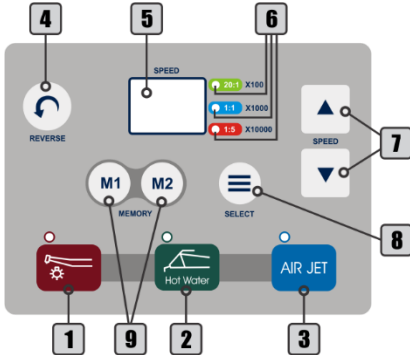 4
5
6
SPEED
20:1 X100
1:1 X1000
1:5 X10000
REVERSE
SPEED
7
M1
M2
MEMORY
SELECT
8
Hot Water
AIR JET
1
9
2
3